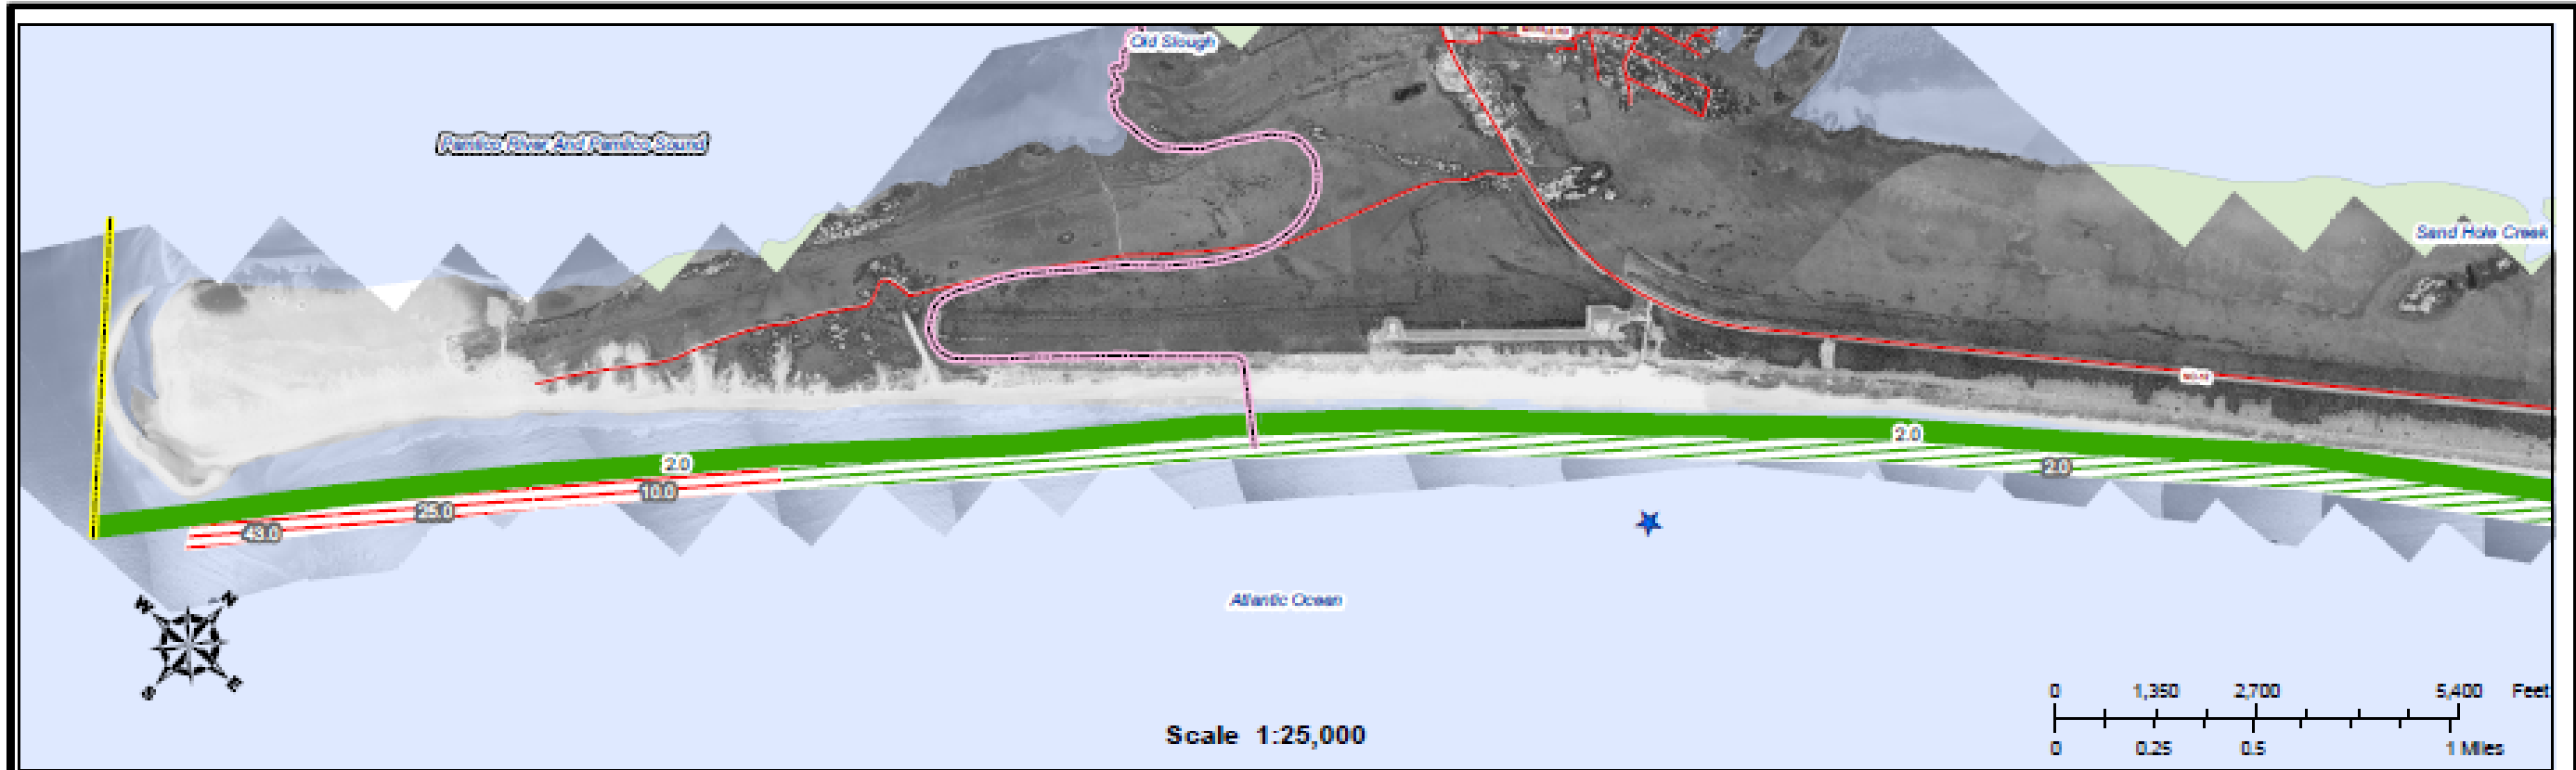 Old Slough
Pamlico River And Pamlico Sound
Sand Hole Creek
2.0
2.0
2.0
10.0
25.0
43.0
Atlantic Ocean
N
N
S
E
0 1,350 2,700 5,400 Feet
0 0.25 0.5 1 Miles
Scale 1:25,000